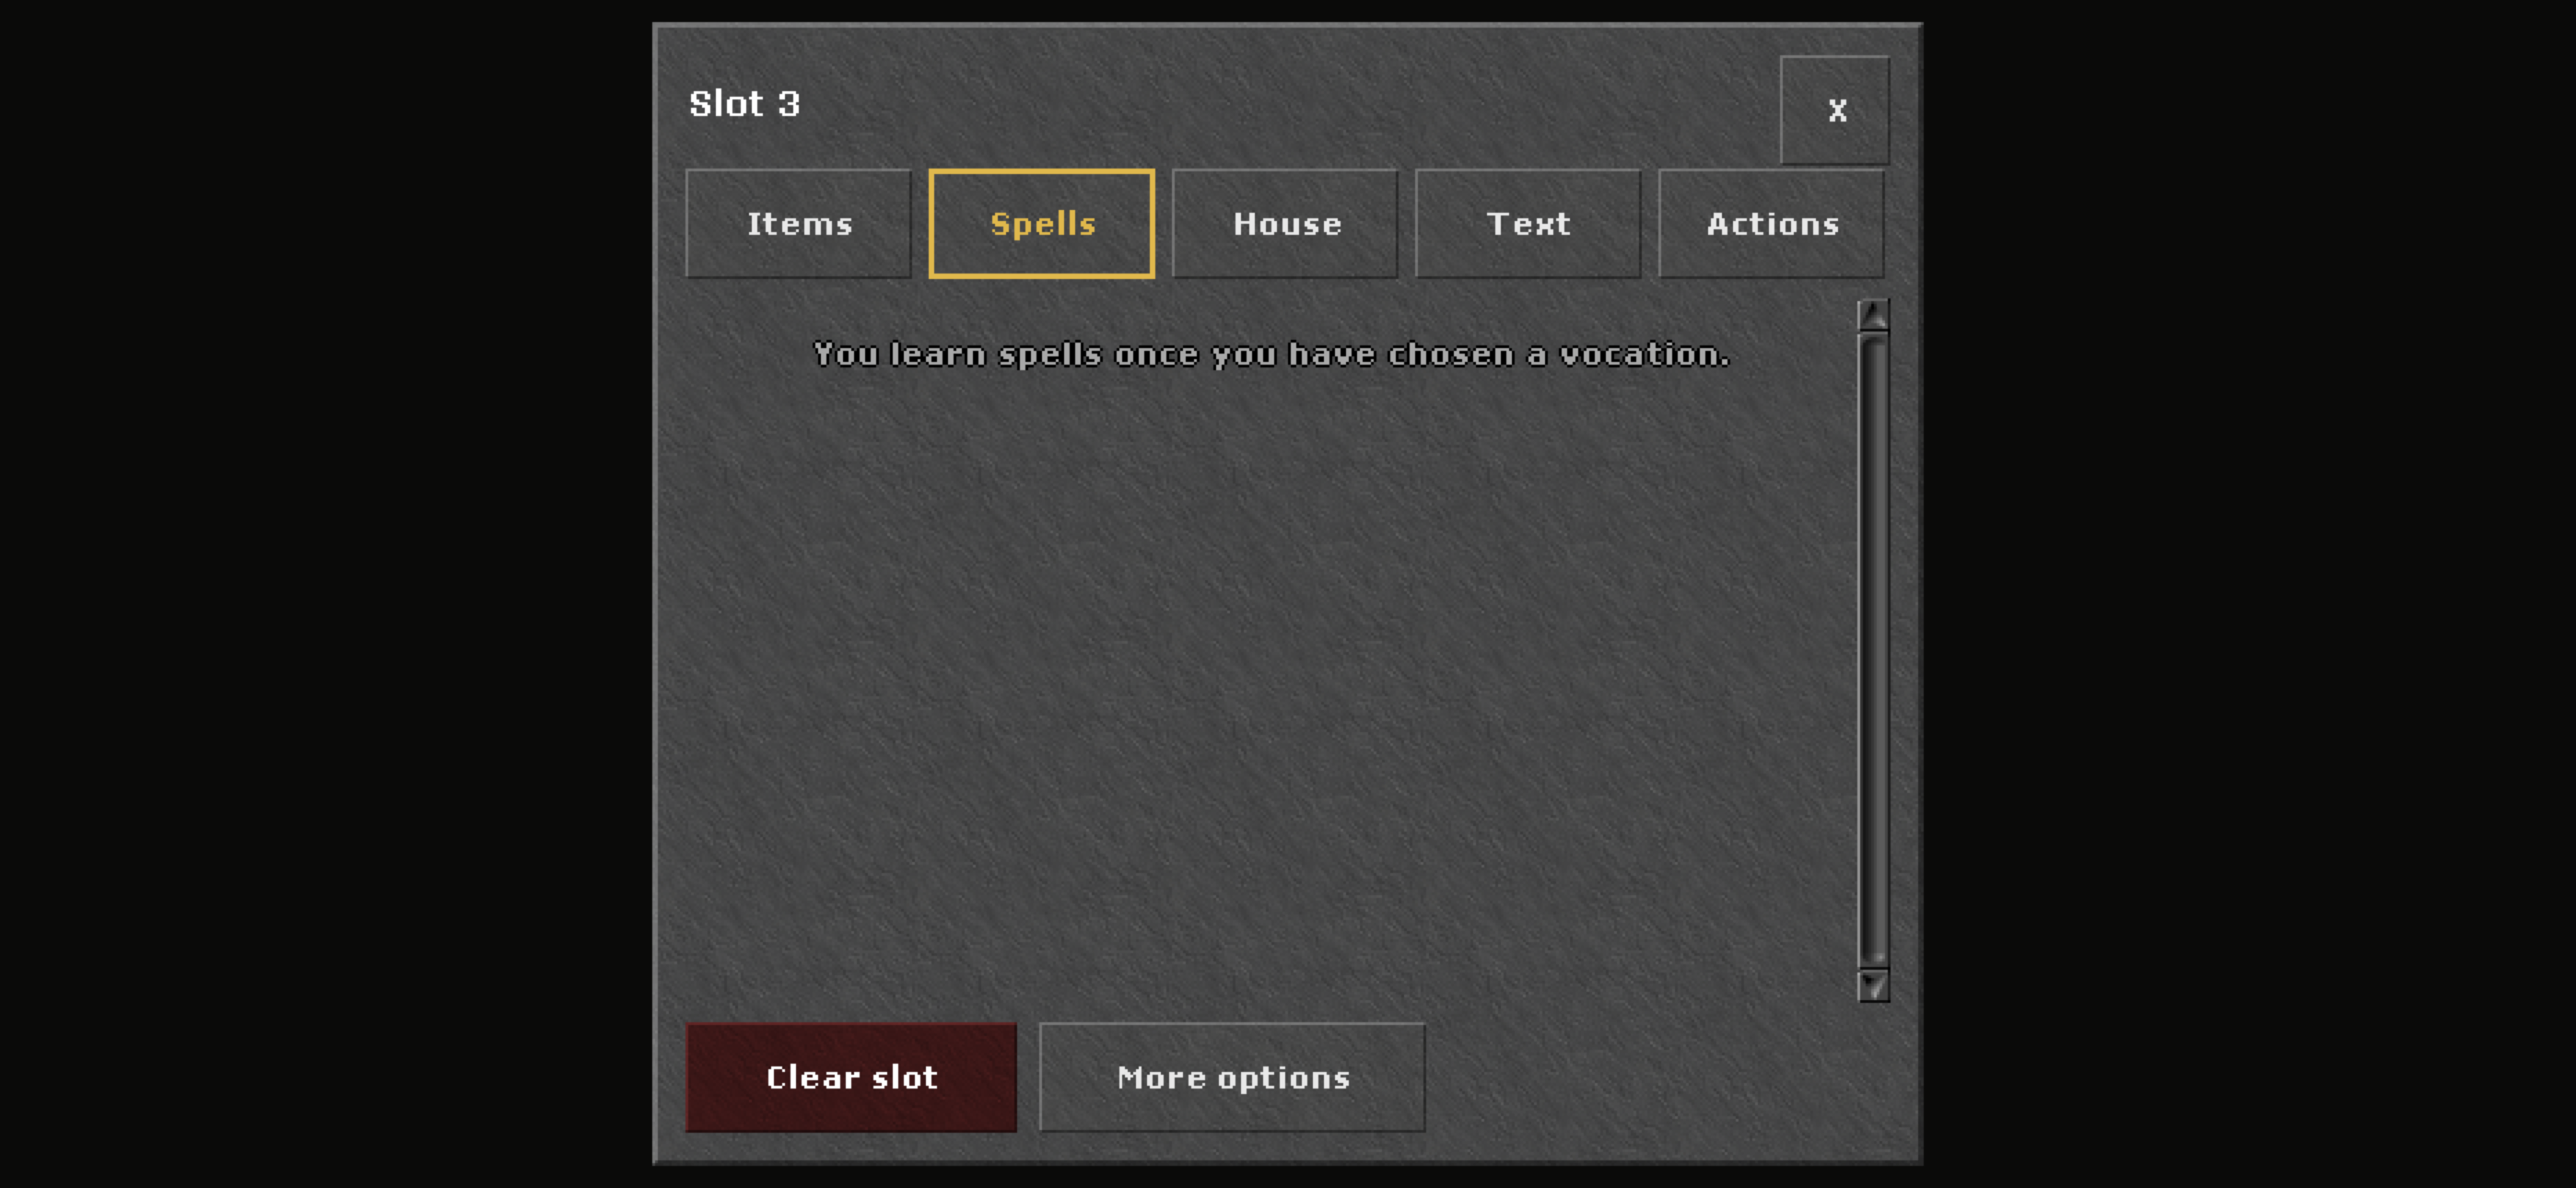 Slot 3
X
Items
Spells
House
Text
Actions
You learn spells once you have chosen a vocation.
Clear slot
More options